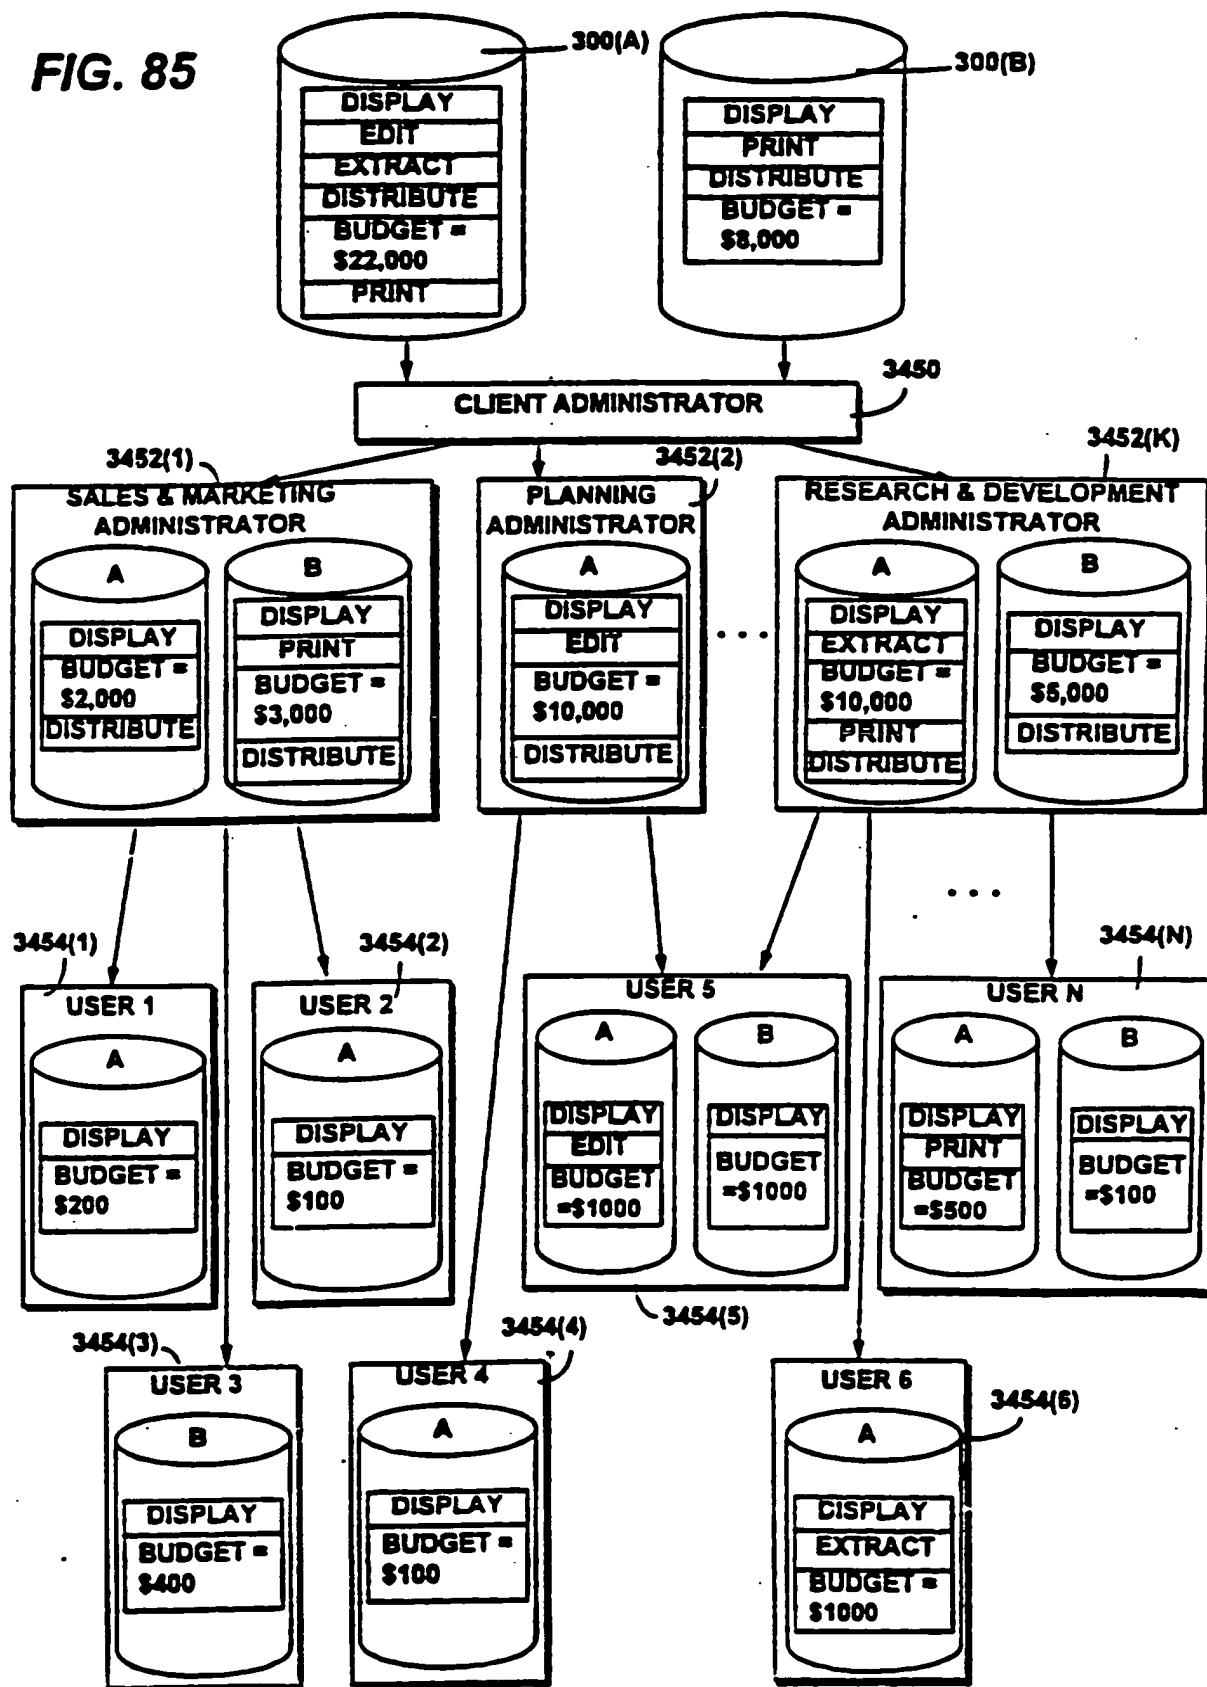 FIG. 85
300(A)
300(B)
DISPLAY
EDIT
EXTRACT
DISTRIBUTE
BUDGET =
$22,000
PRINT
DISPLAY
PRINT
DISTRIBUTE
BUDGET =
$8,000
3450
CLIENT ADMINISTRATOR
3452(1)
3452(2)
3452(K)
SALES & MARKETING
ADMINISTRATOR
A
DISPLAY
BUDGET =
$2,000
DISTRIBUTE
B
DISPLAY
PRINT
BUDGET =
$3,000
DISTRIBUTE
PLANNING
ADMINISTRATOR
A
DISPLAY
EDIT
BUDGET =
$10,000
DISTRIBUTE
. . .
RESEARCH & DEVELOPMENT
ADMINISTRATOR
A
DISPLAY
EXTRACT
BUDGET =
$10,000
PRINT
DISTRIBUTE
B
DISPLAY
BUDGET =
$5,000
DISTRIBUTE
. . .
3454(1)
USER 1
A
DISPLAY
BUDGET =
$200
3454(2)
USER 2
A
DISPLAY
BUDGET =
$100
USER 5
A
DISPLAY
EDIT
BUDGET
=$1000
B
DISPLAY
BUDGET
=$1000
3454(5)
3454(N)
USER N
A
DISPLAY
PRINT
BUDGET
=$500
B
DISPLAY
BUDGET
=$100
3454(3)
USER 3
B
DISPLAY
BUDGET =
$400
3454(4)
USER 4
A
DISPLAY
BUDGET =
$100
USER 6
3454(6)
A
DISPLAY
EXTRACT
BUDGET =
$1000